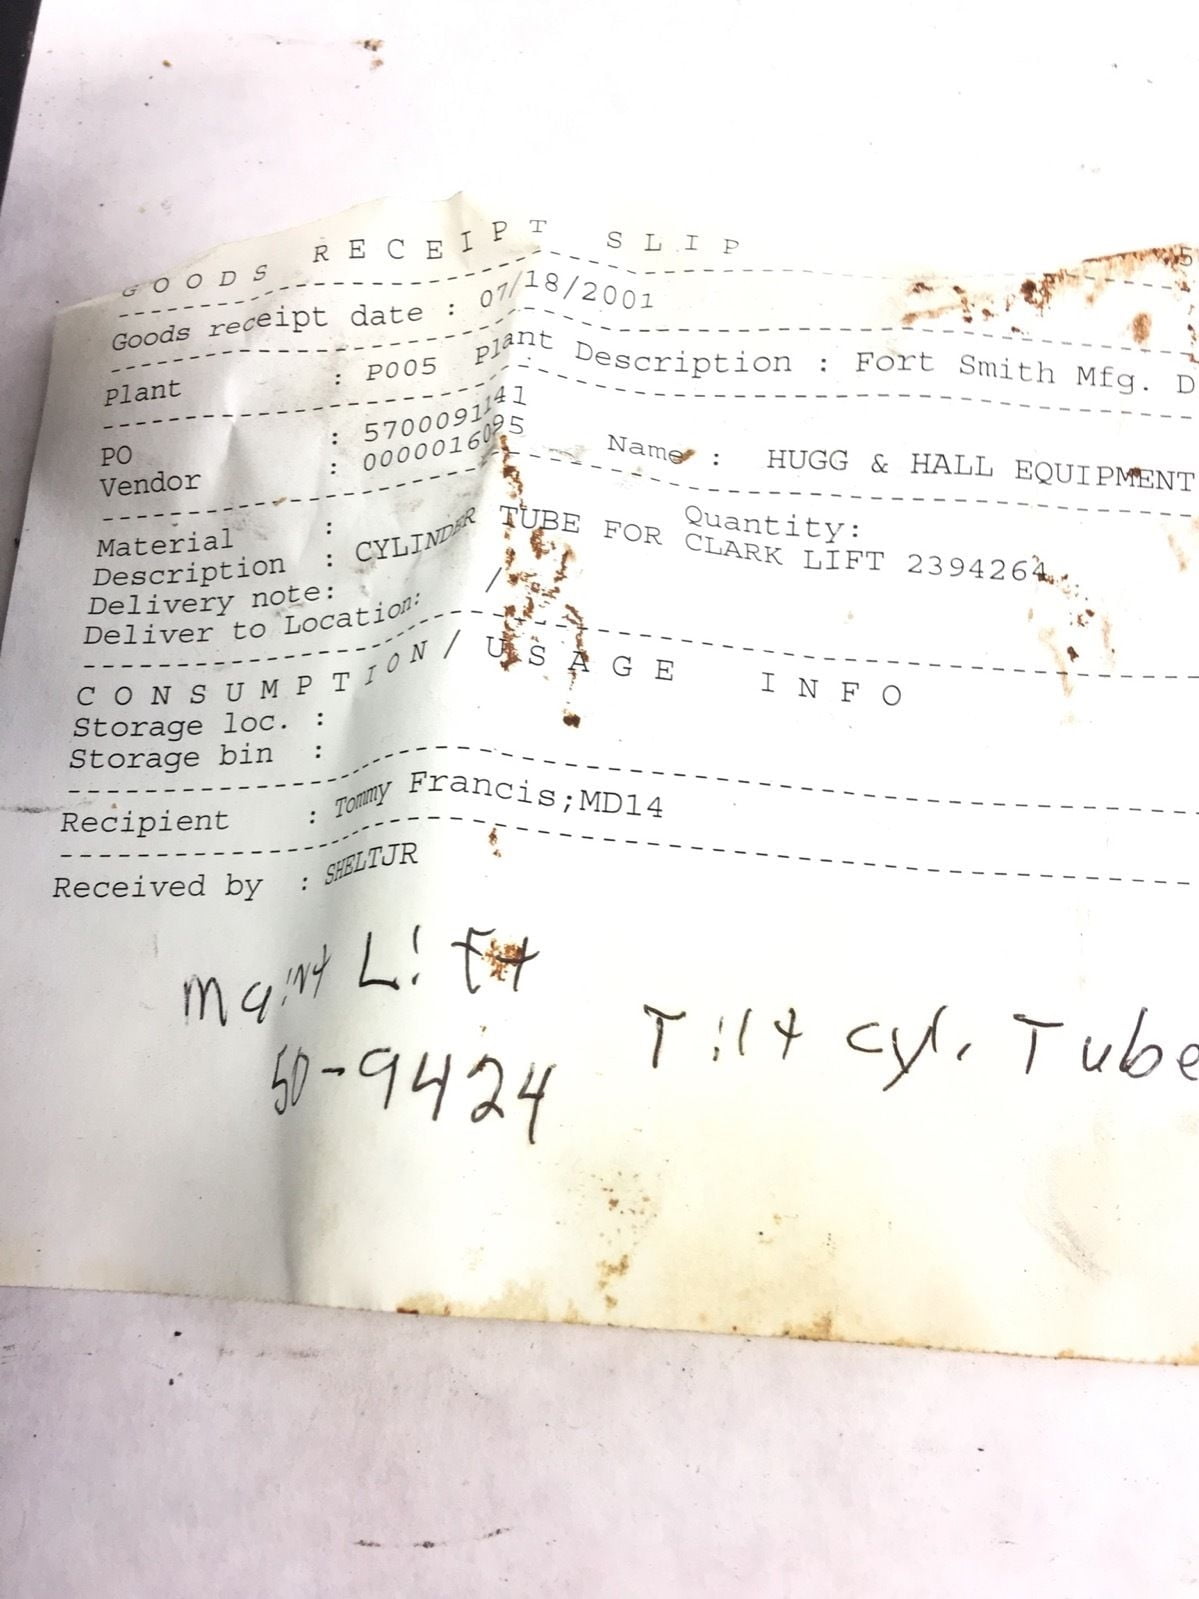 GOODS RECEIPT SLIP
Goods receipt date : 07/18/2001
Plant : P005 Plant Description : Fort Smith Mfg. D
PO : 5700091141
Vendor : 0000016095 Name : HUGG & HALL EQUIPMENT
Material : Quantity:
Description : CYLINDER TUBE FOR CLARK LIFT 2394264
Delivery note:
Deliver to Location: /
CONSUMPTION/USAGE INFO
Storage loc. :
Storage bin :
Recipient : Tommy Francis;MD14
Received by : SHELTJR
Maint Lift
50-9424 Tilt cyl. Tube